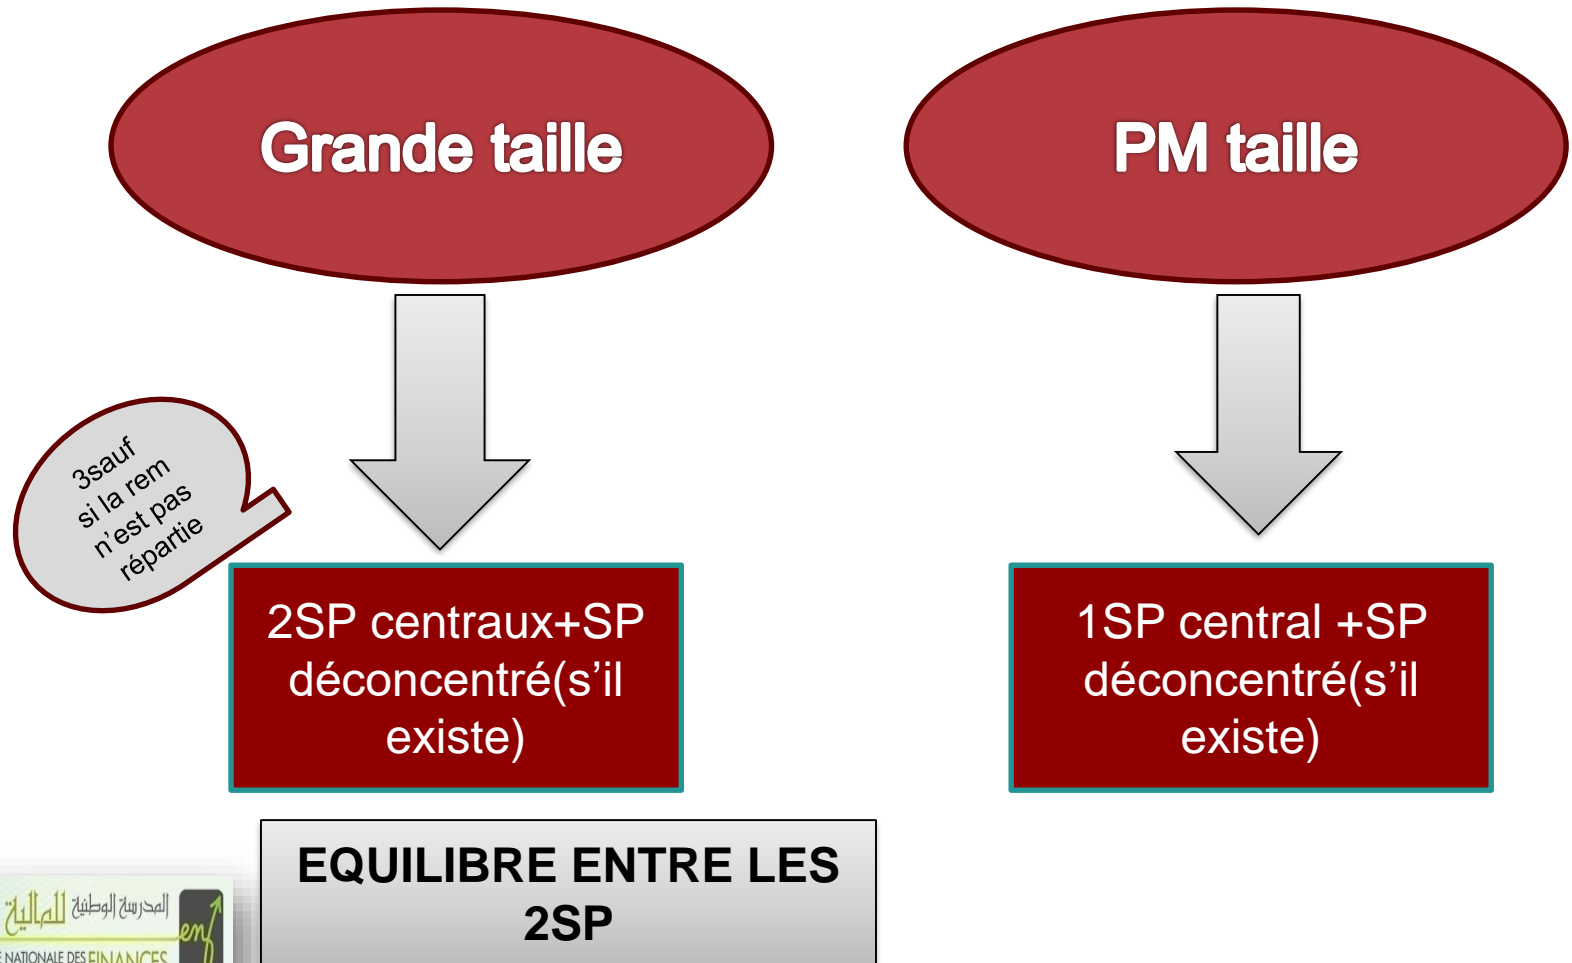 Grande taille
PM taille
3sauf
si la rem
n’est pas
répartie
2SP centraux+SP
déconcentré(s’il
existe)
1SP central +SP
déconcentré(s’il
existe)
EQUILIBRE ENTRE LES
2SP
المدرسة الوطنية للمالية
enf
NATIONALE DES FINANCES